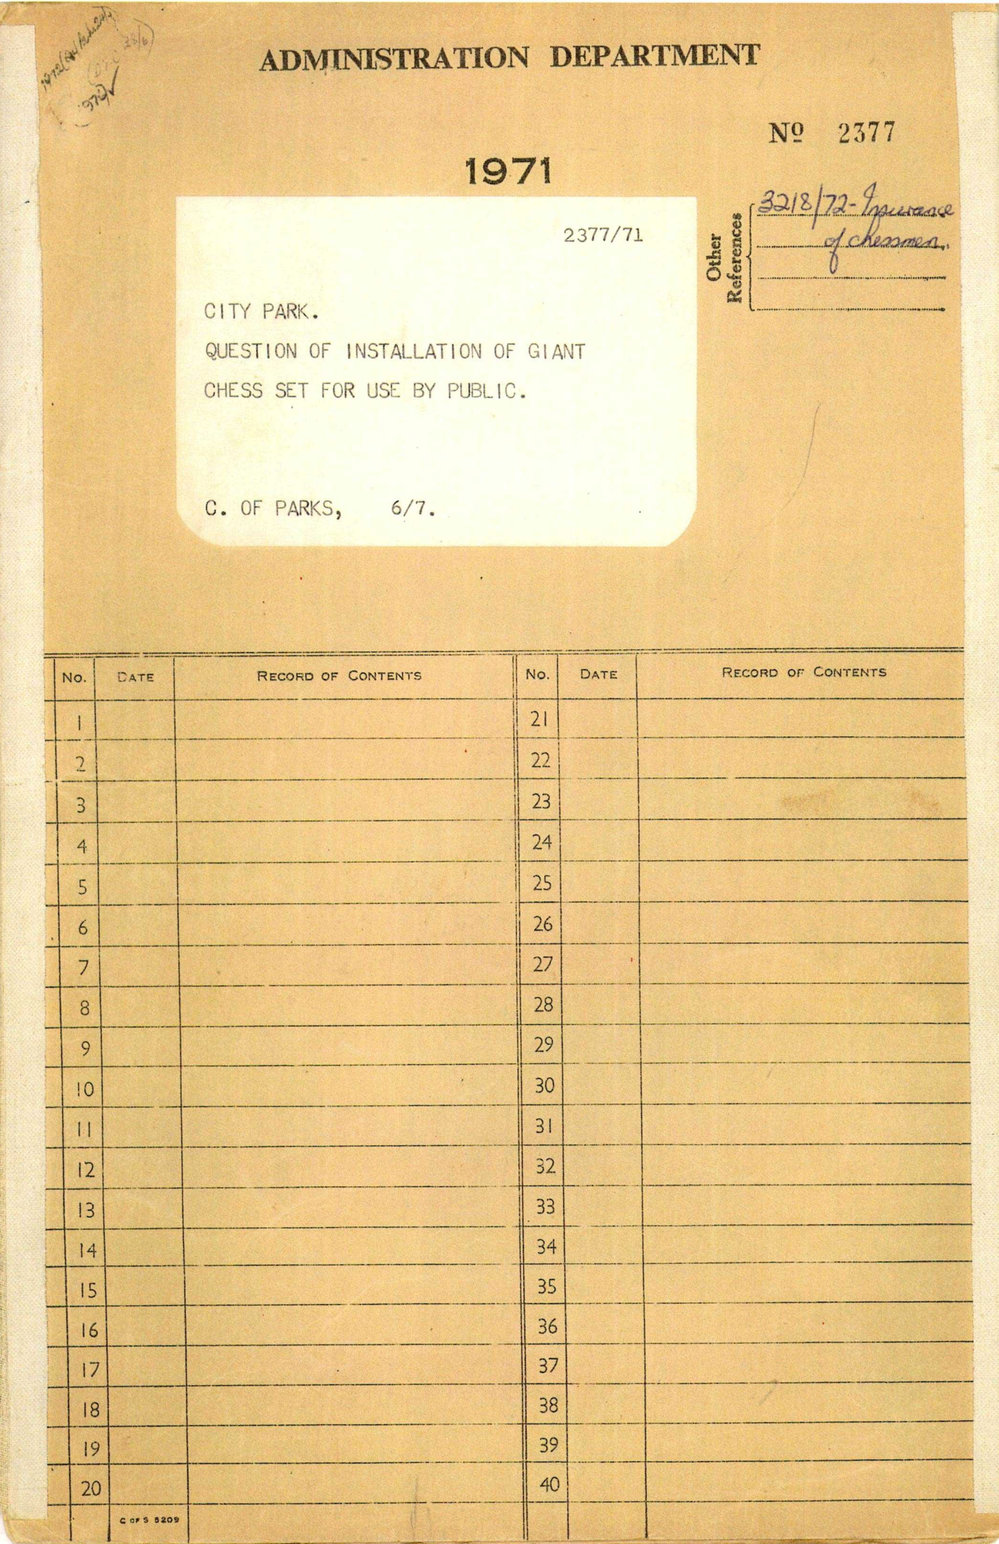 ADMINISTRATION DEPARTMENT
Nº 2377
1971
3218/72- Insurance
of chessmen.
Other
References
2377/71
CITY PARK.
QUESTION OF INSTALLATION OF GIANT
CHESS SET FOR USE BY PUBLIC.
C. OF PARKS, 6/7.
No. DATE RECORD OF CONTENTS No. DATE RECORD OF CONTENTS
1 21
2 22
3 23
4 24
5 25
6 26
7 27
8 28
9 29
10 30
11 31
12 32
13 33
14 34
15 35
16 36
17 37
18 38
19 39
20 40
C OF S 5209